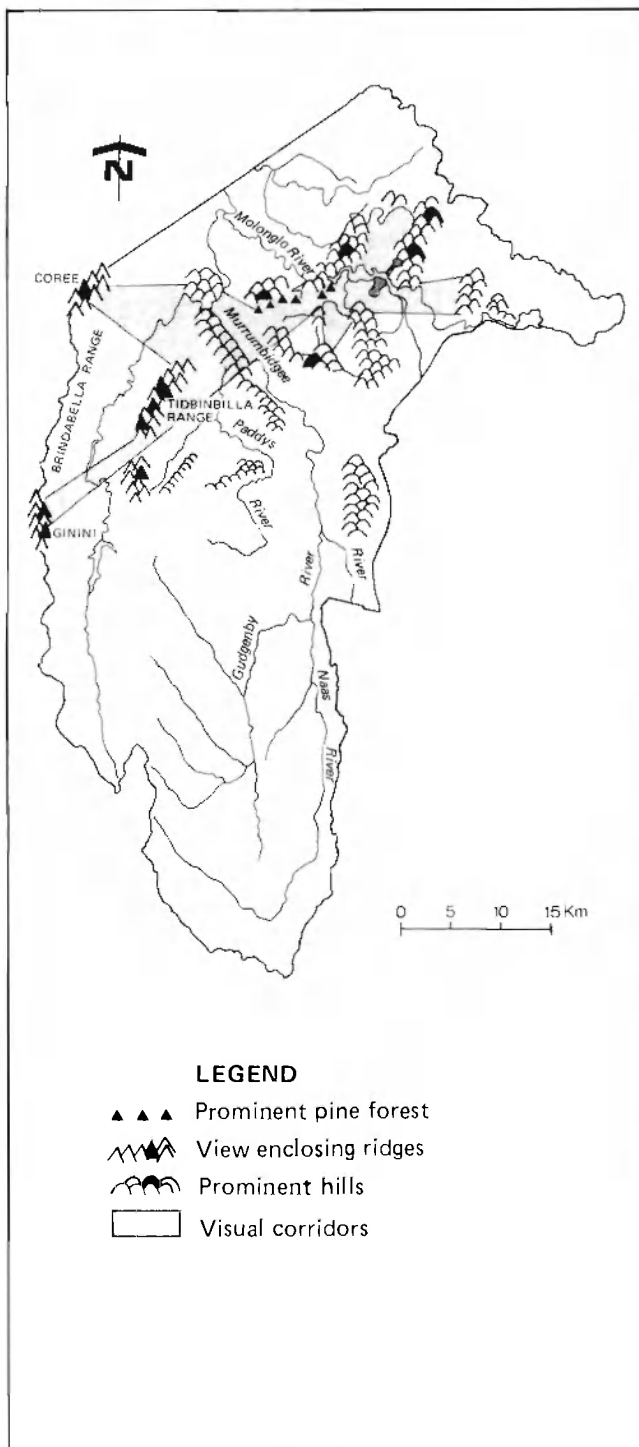 N
COREE
Molonglo River
Murrumbidgee
BRINDABELLA RANGE
TIDBINBILLA
RANGE
Paddys
River
GININI
River
River
Gudgenby
Naas
River
0 5 10 15 Km
LEGEND
Prominent pine forest
View enclosing ridges
Prominent hills
Visual corridors